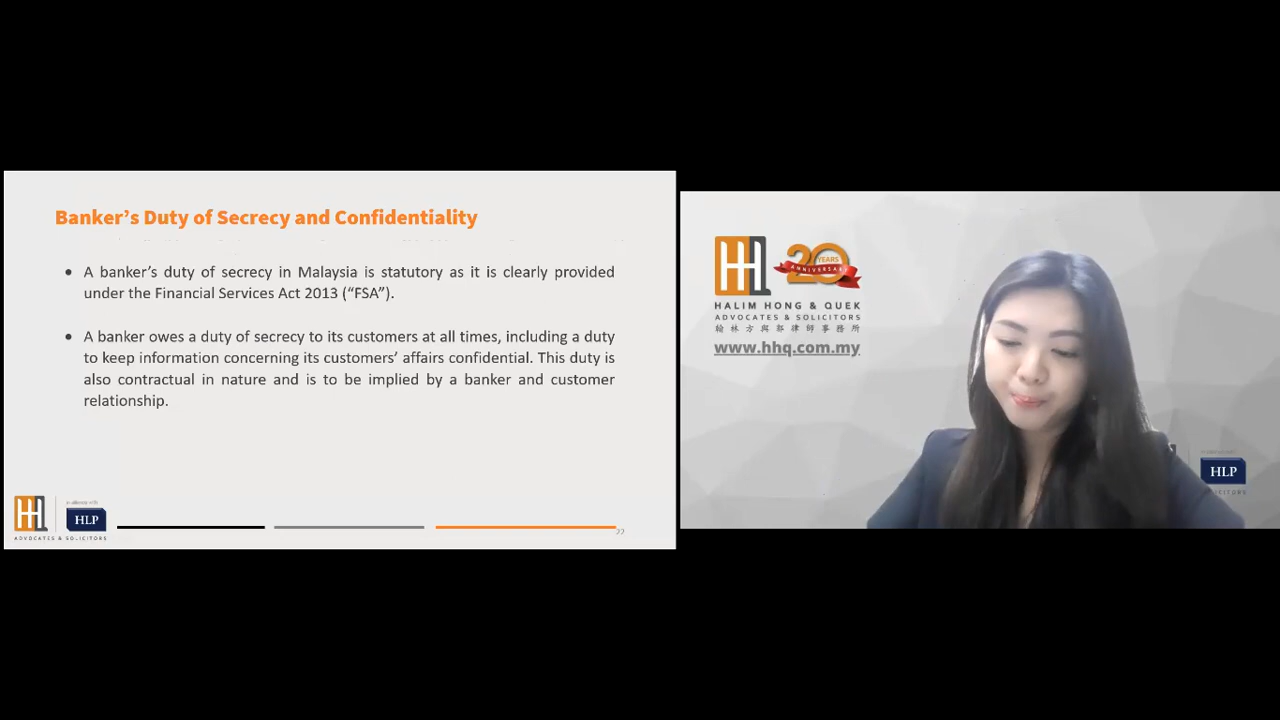 Banker's Duty of Secrecy and Confidentiality
• A banker's duty of secrecy in Malaysia is statutory as it is clearly provided
under the Financial Services Act 2013 ("FSA").
• A banker owes a duty of secrecy to its customers at all times, including a duty
to keep information concerning its customers' affairs confidential. This duty is
also contractual in nature and is to be implied by a banker and customer
relationship.
HLP
ADVOCATES & SOLICITORS
22
20
YEARS
ANNIVERSARY
HALIM HONG & QUEK
ADVOCATES & SOLICITORS
翰林方與郭律師事務所
www.hhq.com.my
HLP